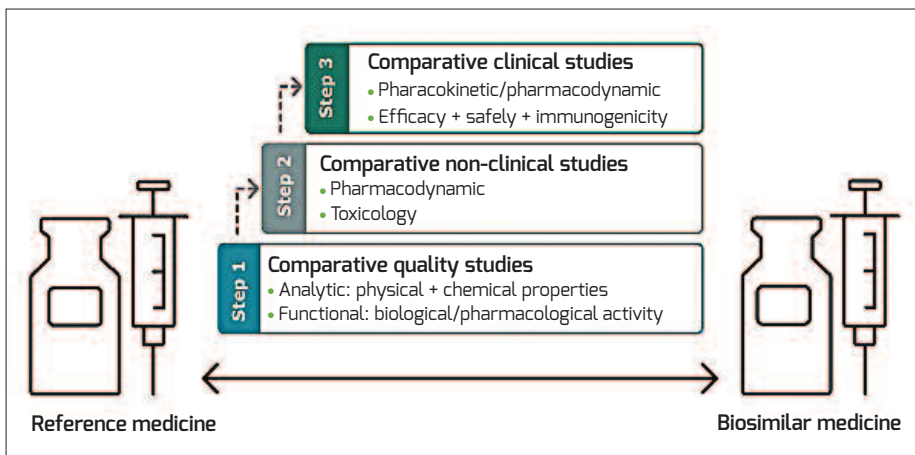 Step 3
Comparative clinical studies
• Pharacokinetic/pharmacodynamic
• Efficacy + safely + immunogenicity
Step 2
Comparative non-clinical studies
• Pharmacodynamic
• Toxicology
Step 1
Comparative quality studies
• Analytic: physical + chemical properties
• Functional: biological/pharmacological activity
Reference medicine
Biosimilar medicine